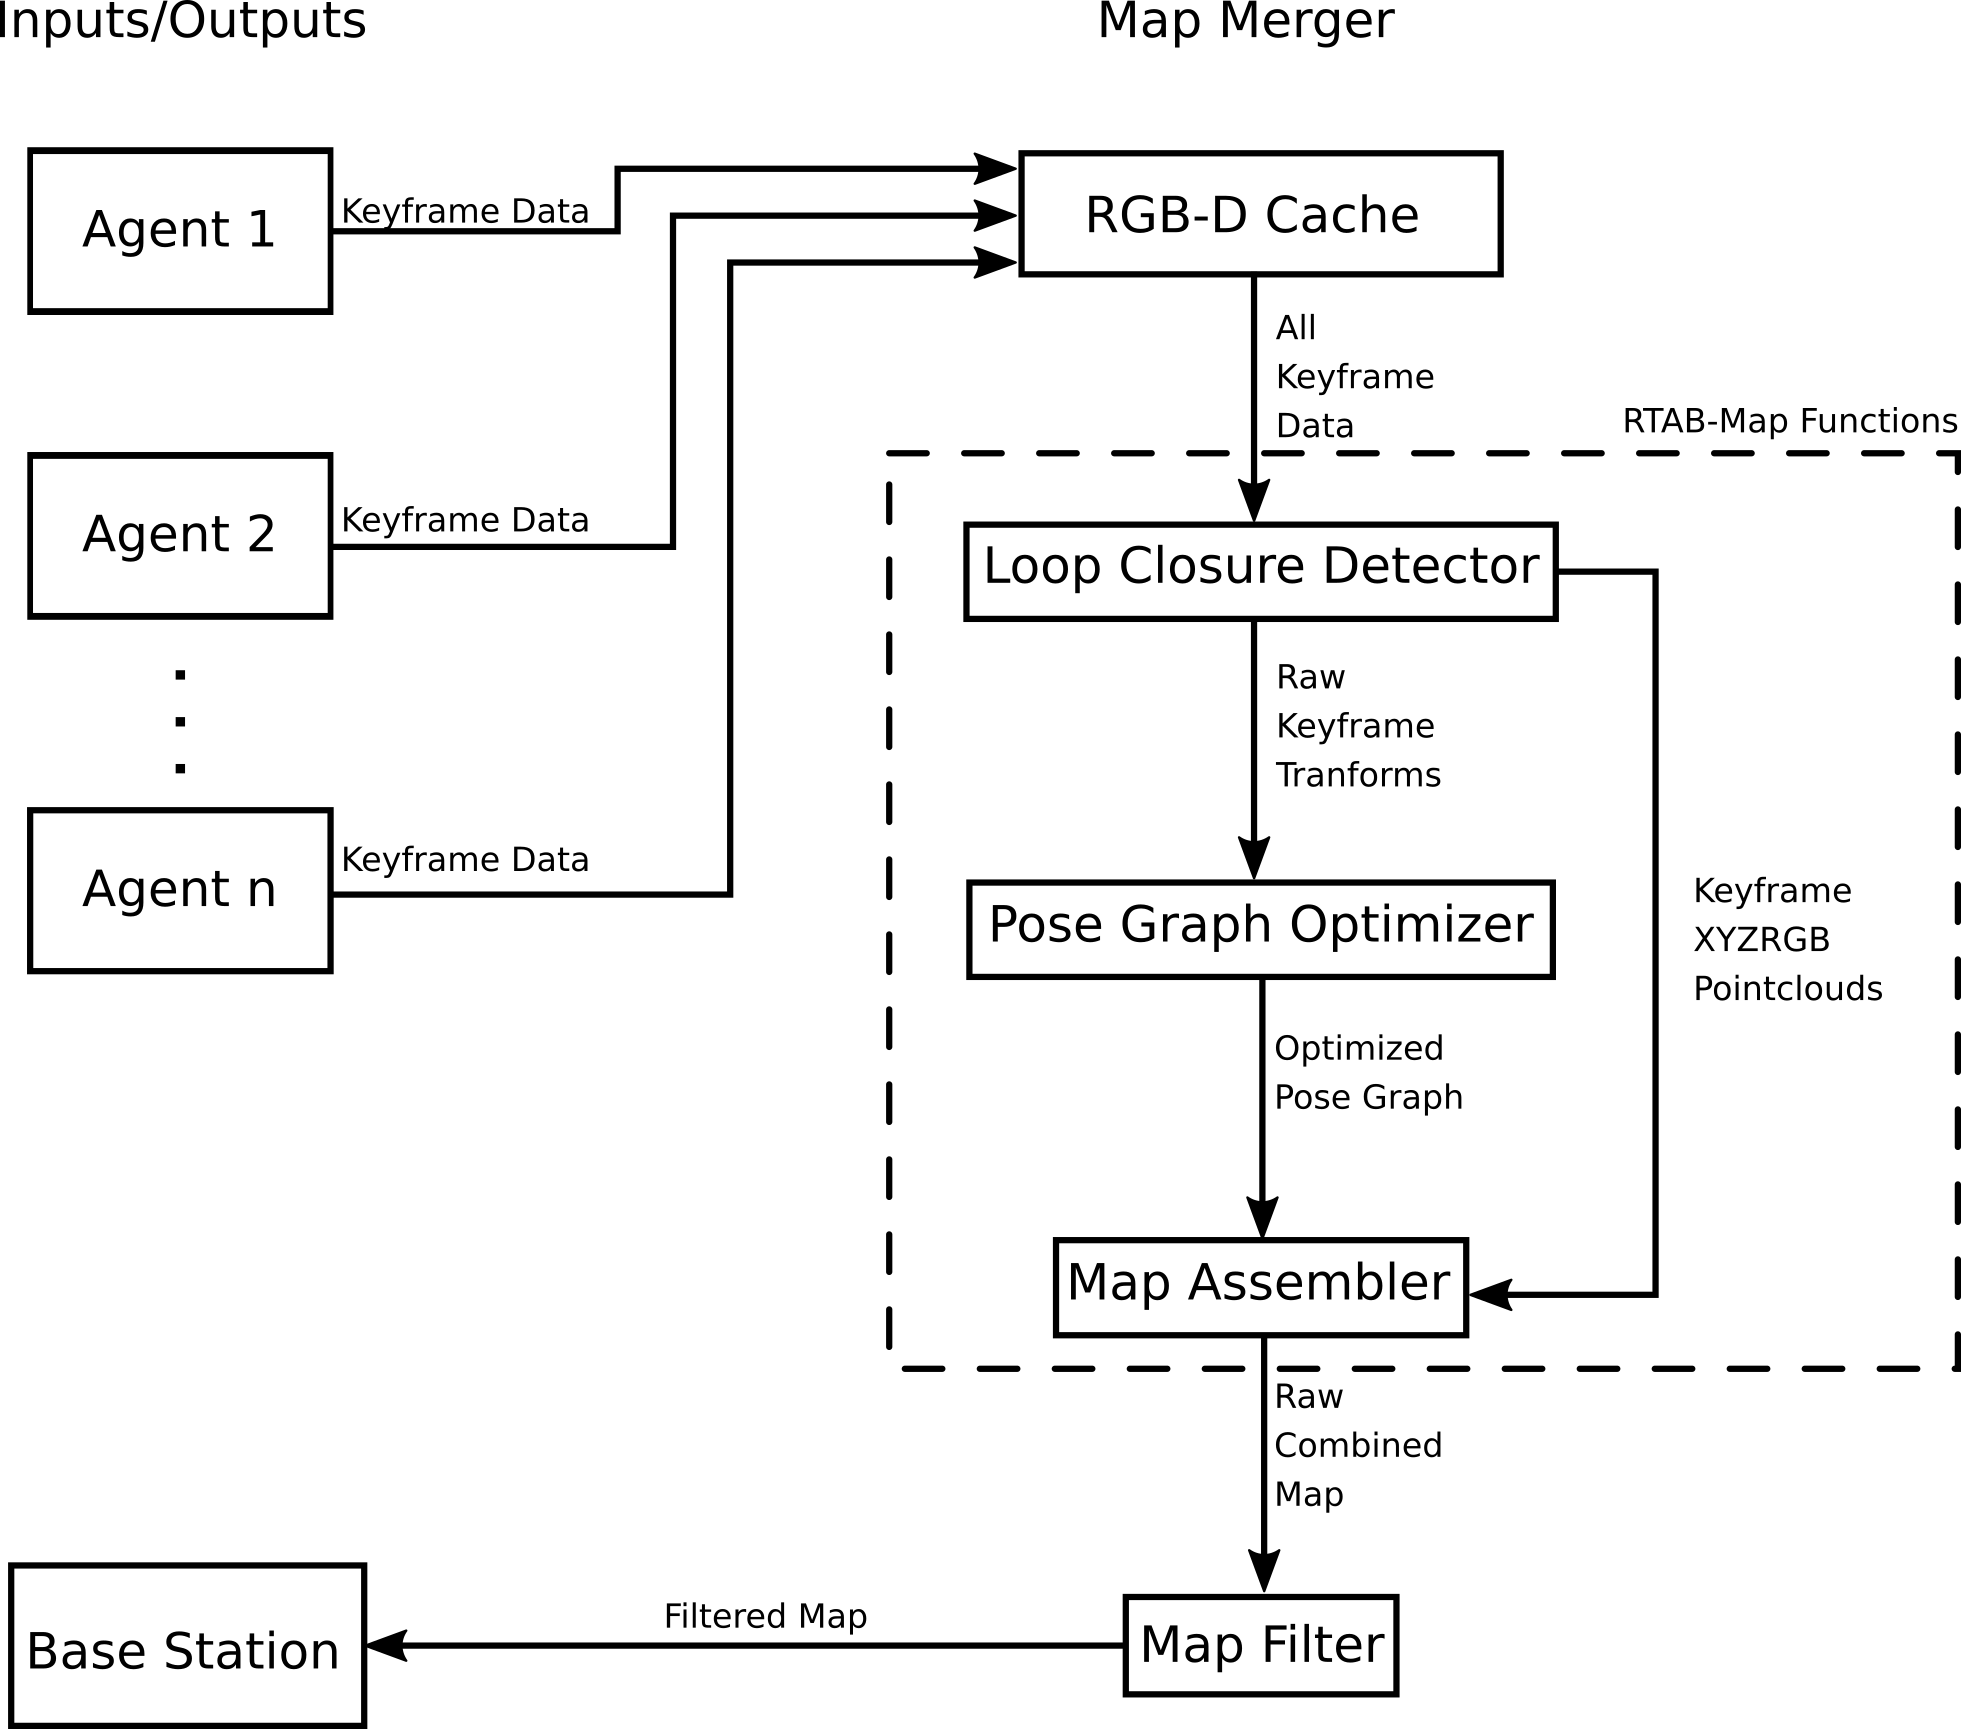 Inputs/Outputs
Map Merger
Agent 1
Keyframe Data
RGB-D Cache
All
Keyframe
Data
RTAB-Map Functions
Agent 2
Keyframe Data
Loop Closure Detector
Raw
Keyframe
Tranforms
Agent n
Keyframe Data
Pose Graph Optimizer
Keyframe
XYZRGB
Pointclouds
Optimized
Pose Graph
Map Assembler
Raw
Combined
Map
Base Station
Filtered Map
Map Filter